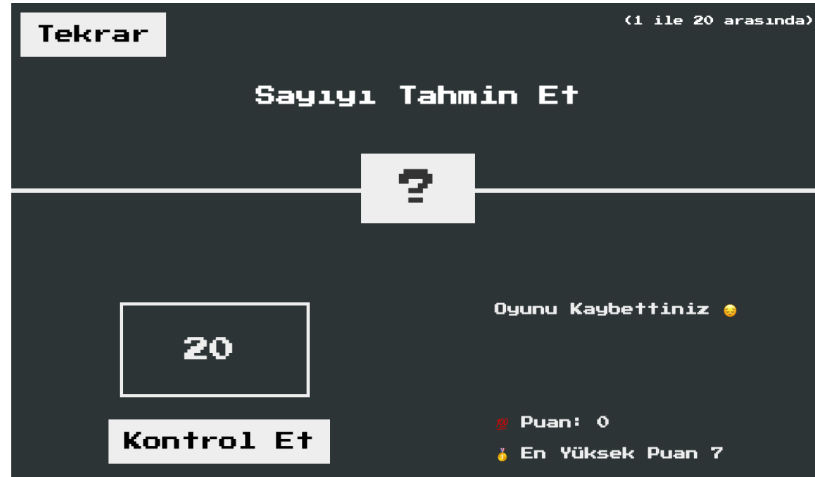 Tekrar
(1 ile 20 arasında)
Sayıyı Tahmin Et
?
20
Oyunu Kaybettiniz 😞
Kontrol Et
💯 Puan: 0
🥇 En Yüksek Puan 7